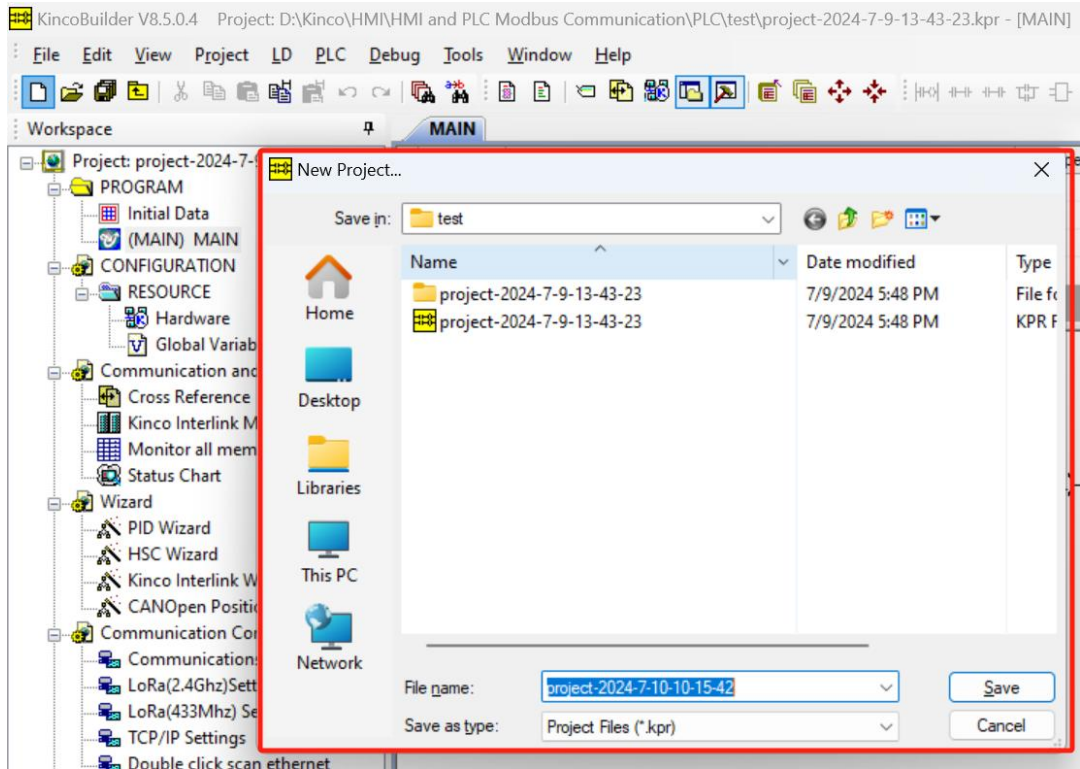 KincoBuilder V8.5.0.4 Project: D:\Kinco\HMI\HMI and PLC Modbus Communication\PLC\test\project-2024-7-9-13-43-23.kpr - [MAIN]
File Edit View Project LD PLC Debug Tools Window Help
Workspace
MAIN
Project: project-2024-7-9
PROGRAM
Initial Data
(MAIN) MAIN
CONFIGURATION
RESOURCE
Hardware
Global Variab
Communication and
Cross Reference
Kinco Interlink M
Monitor all mem
Status Chart
Wizard
PID Wizard
HSC Wizard
Kinco Interlink W
CANOpen Positio
Communication Con
Communications
LoRa(2.4Ghz)Sett
LoRa(433Mhz) Se
TCP/IP Settings
Double click scan ethernet
New Project...
Save in: test
Name Date modified Type
project-2024-7-9-13-43-23 7/9/2024 5:48 PM File fo
project-2024-7-9-13-43-23 7/9/2024 5:48 PM KPR F
Home
Desktop
Libraries
This PC
Network
File name: project-2024-7-10-10-15-42 Save
Save as type: Project Files (*.kpr) Cancel